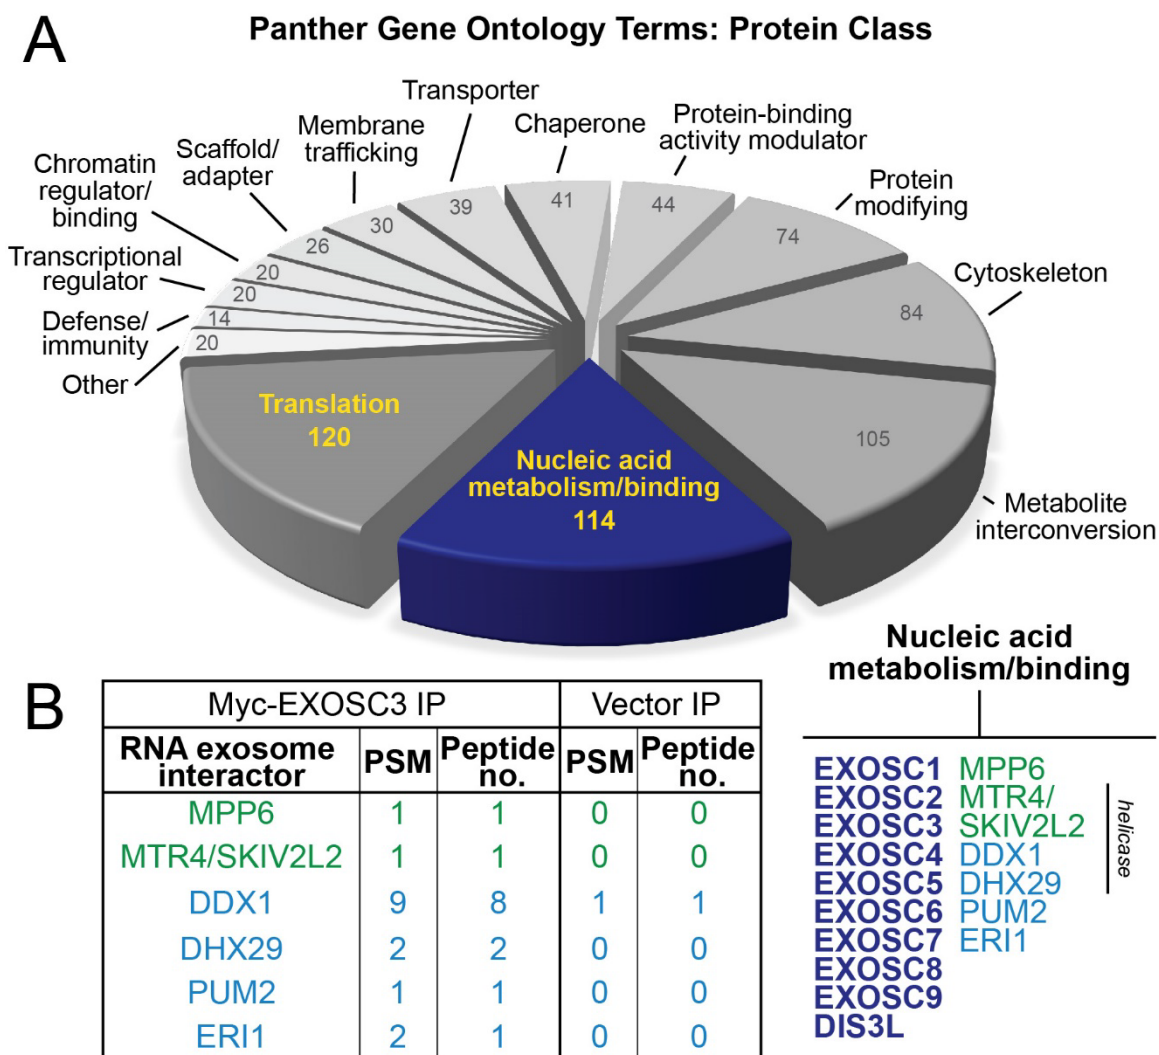 A
Panther Gene Ontology Terms: Protein Class
Transporter
Chaperone
Protein-binding
activity modulator
Membrane
trafficking
Scaffold/
adapter
Chromatin
regulator/
binding
Transcriptional
regulator
Defense/
immunity
Other
Protein
modifying
Cytoskeleton
Metabolite
interconversion
20
14
20
20
26
30
39
41
44
74
84
105
Translation
120
Nucleic acid
metabolism/binding
114
B
Myc-EXOSC3 IP Vector IP
RNA exosome
interactor
PSM
Peptide
no.
PSM
Peptide
no.
MPP6 1 1 0 0
MTR4/SKIV2L2 1 1 0 0
DDX1 9 8 1 1
DHX29 2 2 0 0
PUM2 1 1 0 0
ERI1 2 1 0 0
Nucleic acid
metabolism/binding
EXOSC1 MPP6
EXOSC2 MTR4/
EXOSC3 SKIV2L2
EXOSC4 DDX1
EXOSC5 DHX29
EXOSC6 PUM2
EXOSC7 ERI1
EXOSC8
EXOSC9
DIS3L
helicase